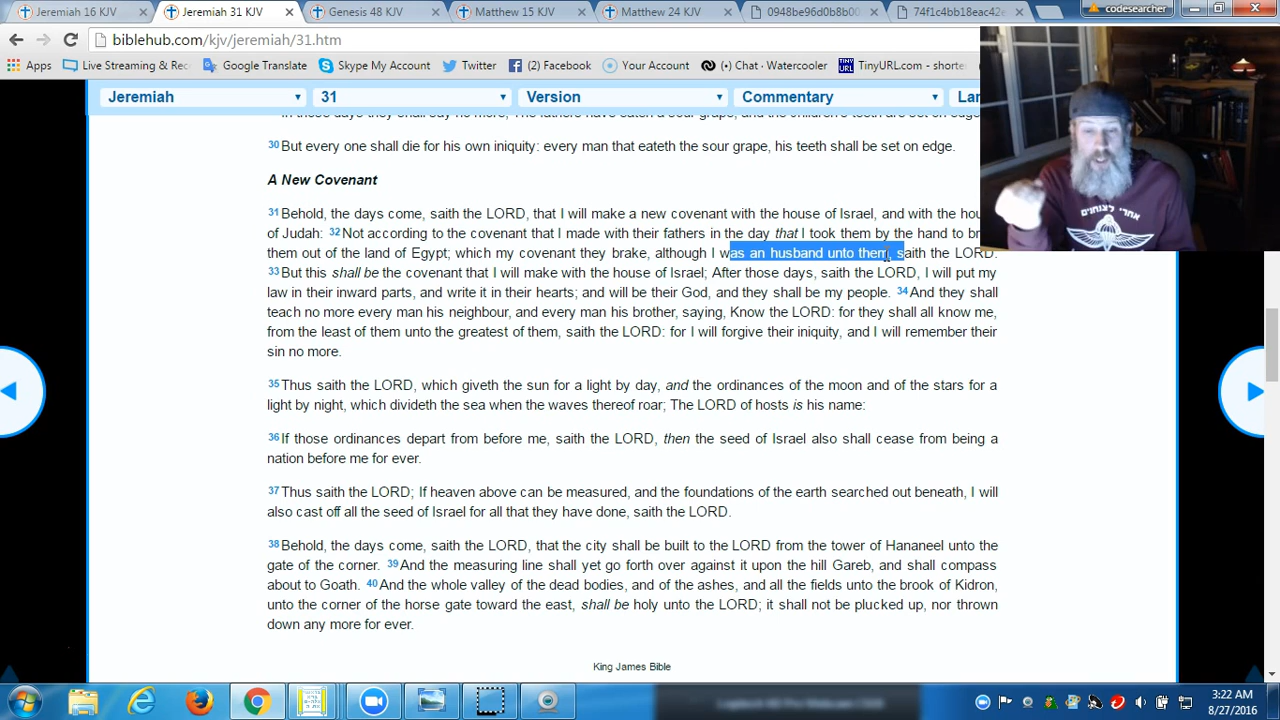 Jeremiah 16 KJV
Jeremiah 31 KJV
Genesis 48 KJV
Matthew 15 KJV
Matthew 24 KJV
0948be96d0b8b00
74f1c4bb18eac42e
codesearcher
biblehub.com/kjv/jeremiah/31.htm
Apps Live Streaming & Rec Google Translate Skype My Account Twitter (2) Facebook Your Account (•) Chat · Watercooler TinyURL.com - shorte
Jeremiah 31 Version Commentary Lan
30 But every one shall die for his own iniquity: every man that eateth the sour grape, his teeth shall be set on edge.
A New Covenant
31 Behold, the days come, saith the LORD, that I will make a new covenant with the house of Israel, and with the hou
of Judah: 32 Not according to the covenant that I made with their fathers in the day that I took them by the hand to br
them out of the land of Egypt; which my covenant they brake, although I was an husband unto them, saith the LORD:
33 But this shall be the covenant that I will make with the house of Israel; After those days, saith the LORD, I will put my
law in their inward parts, and write it in their hearts; and will be their God, and they shall be my people. 34 And they shall
teach no more every man his neighbour, and every man his brother, saying, Know the LORD: for they shall all know me,
from the least of them unto the greatest of them, saith the LORD: for I will forgive their iniquity, and I will remember their
sin no more.
35 Thus saith the LORD, which giveth the sun for a light by day, and the ordinances of the moon and of the stars for a
light by night, which divideth the sea when the waves thereof roar; The LORD of hosts is his name:
36 If those ordinances depart from before me, saith the LORD, then the seed of Israel also shall cease from being a
nation before me for ever.
37 Thus saith the LORD; If heaven above can be measured, and the foundations of the earth searched out beneath, I will
also cast off all the seed of Israel for all that they have done, saith the LORD.
38 Behold, the days come, saith the LORD, that the city shall be built to the LORD from the tower of Hananeel unto the
gate of the corner. 39 And the measuring line shall yet go forth over against it upon the hill Gareb, and shall compass
about to Goath. 40 And the whole valley of the dead bodies, and of the ashes, and all the fields unto the brook of Kidron,
unto the corner of the horse gate toward the east, shall be holy unto the LORD; it shall not be plucked up, nor thrown
down any more for ever.
King James Bible
אחרי לצנחנים
3:22 AM
8/27/2016